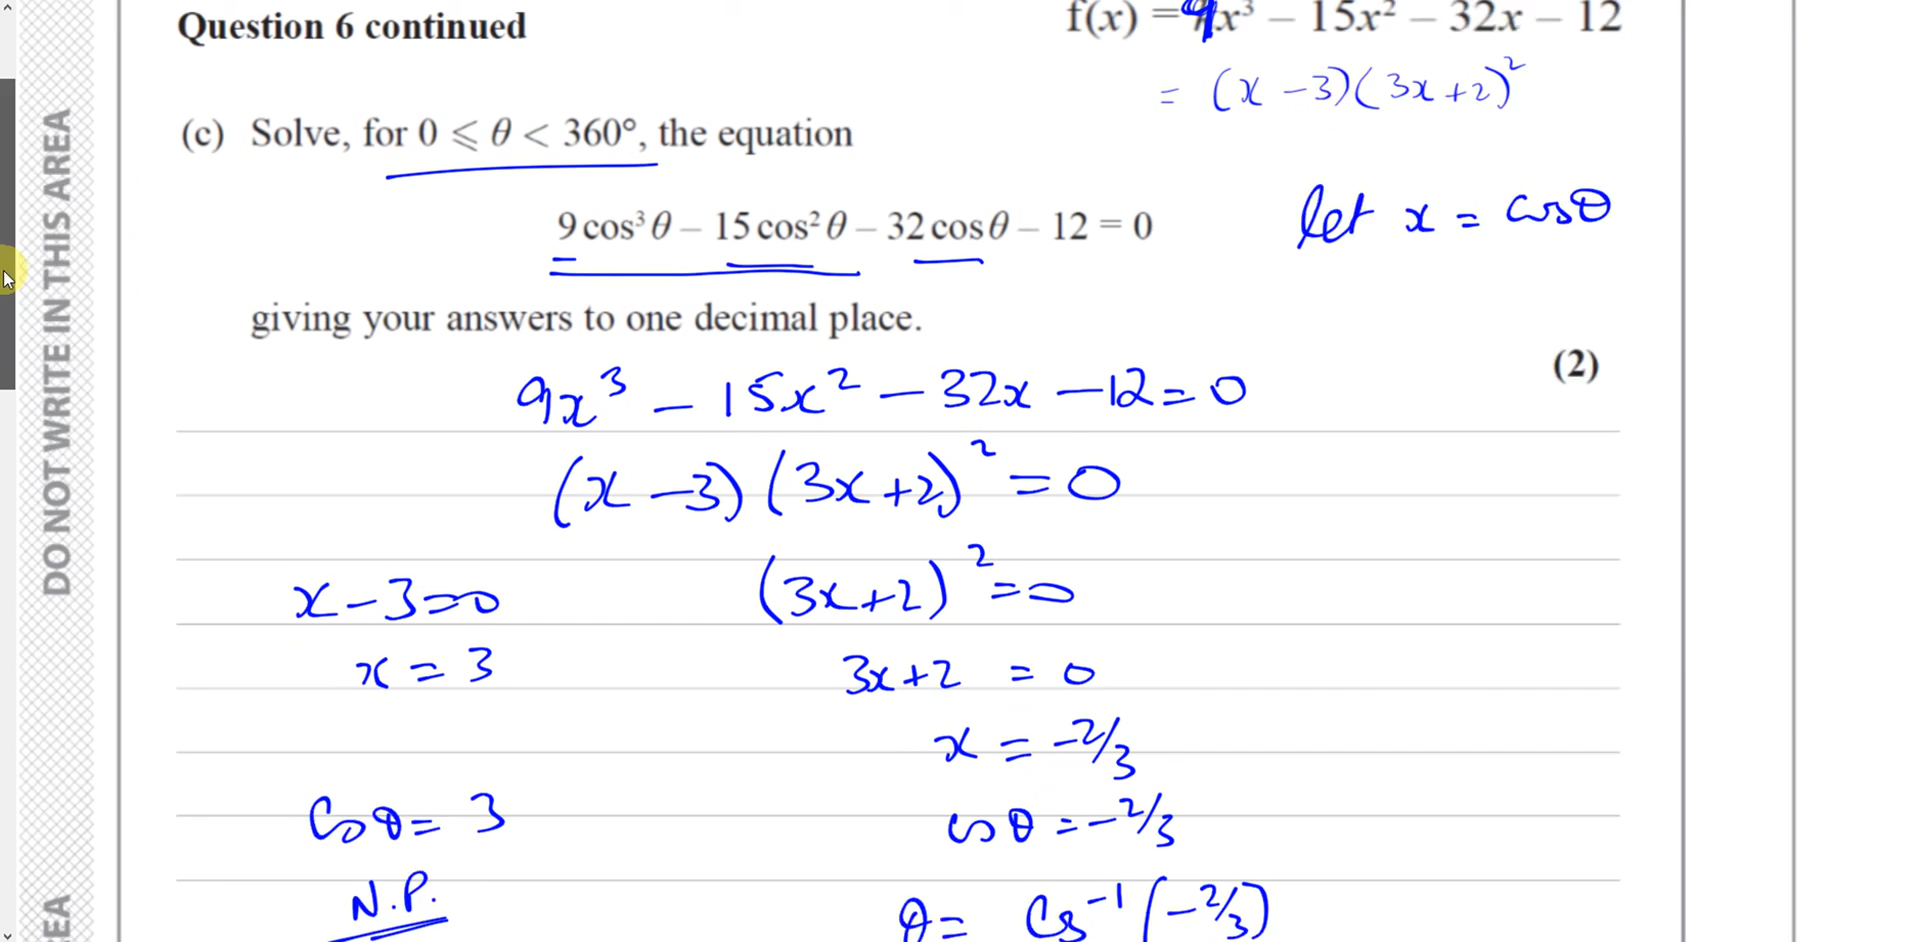 Question 6 continued
f(x) = 9x³ – 15x² – 32x – 12
= (x –3)(3x+2)²
(c) Solve, for 0 ⩽ θ < 360°, the equation
9 cos³ θ – 15 cos² θ – 32 cos θ – 12 = 0
let x = cosθ
giving your answers to one decimal place.
(2)
9x³ – 15x² – 32x –12 = 0
(x –3) (3x +2)² = 0
x – 3 = 0
(3x+2)² = 0
x = 3
3x+2 = 0
x = -2/3
Cos θ = 3
cos θ = -2/3
N.P.
θ = Cos⁻¹ (-2/3)
DO NOT WRITE IN THIS AREA
EA